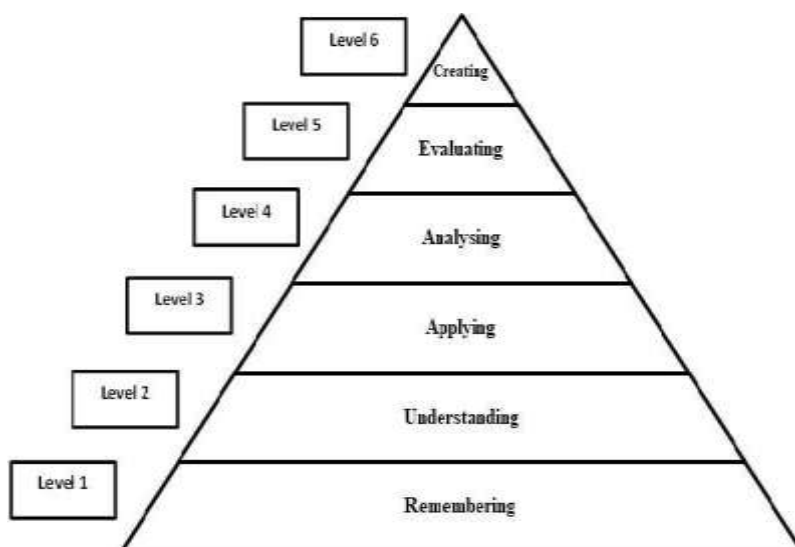 Level 6
Creating
Level 5
Evaluating
Level 4
Analysing
Level 3
Applying
Level 2
Understanding
Level 1
Remembering